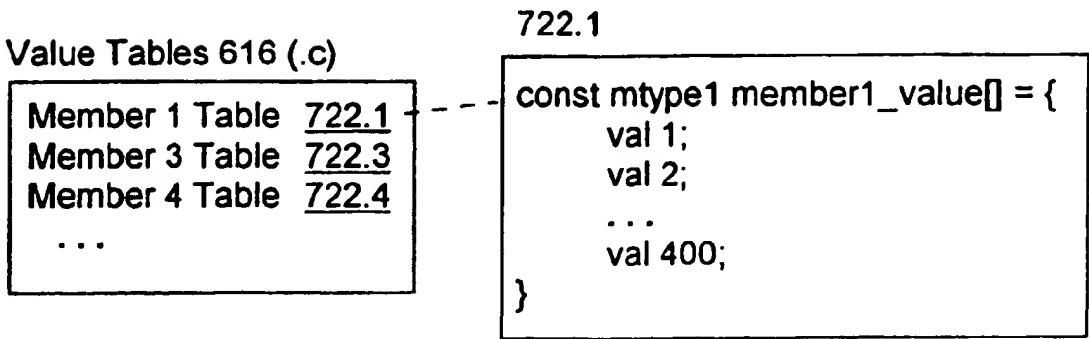 Value Tables 616 (.c)
Member 1 Table 722.1
Member 3 Table 722.3
Member 4 Table 722.4
. . .
722.1
const mtype1 member1_value[] = {
val 1;
val 2;
. . .
val 400;
}